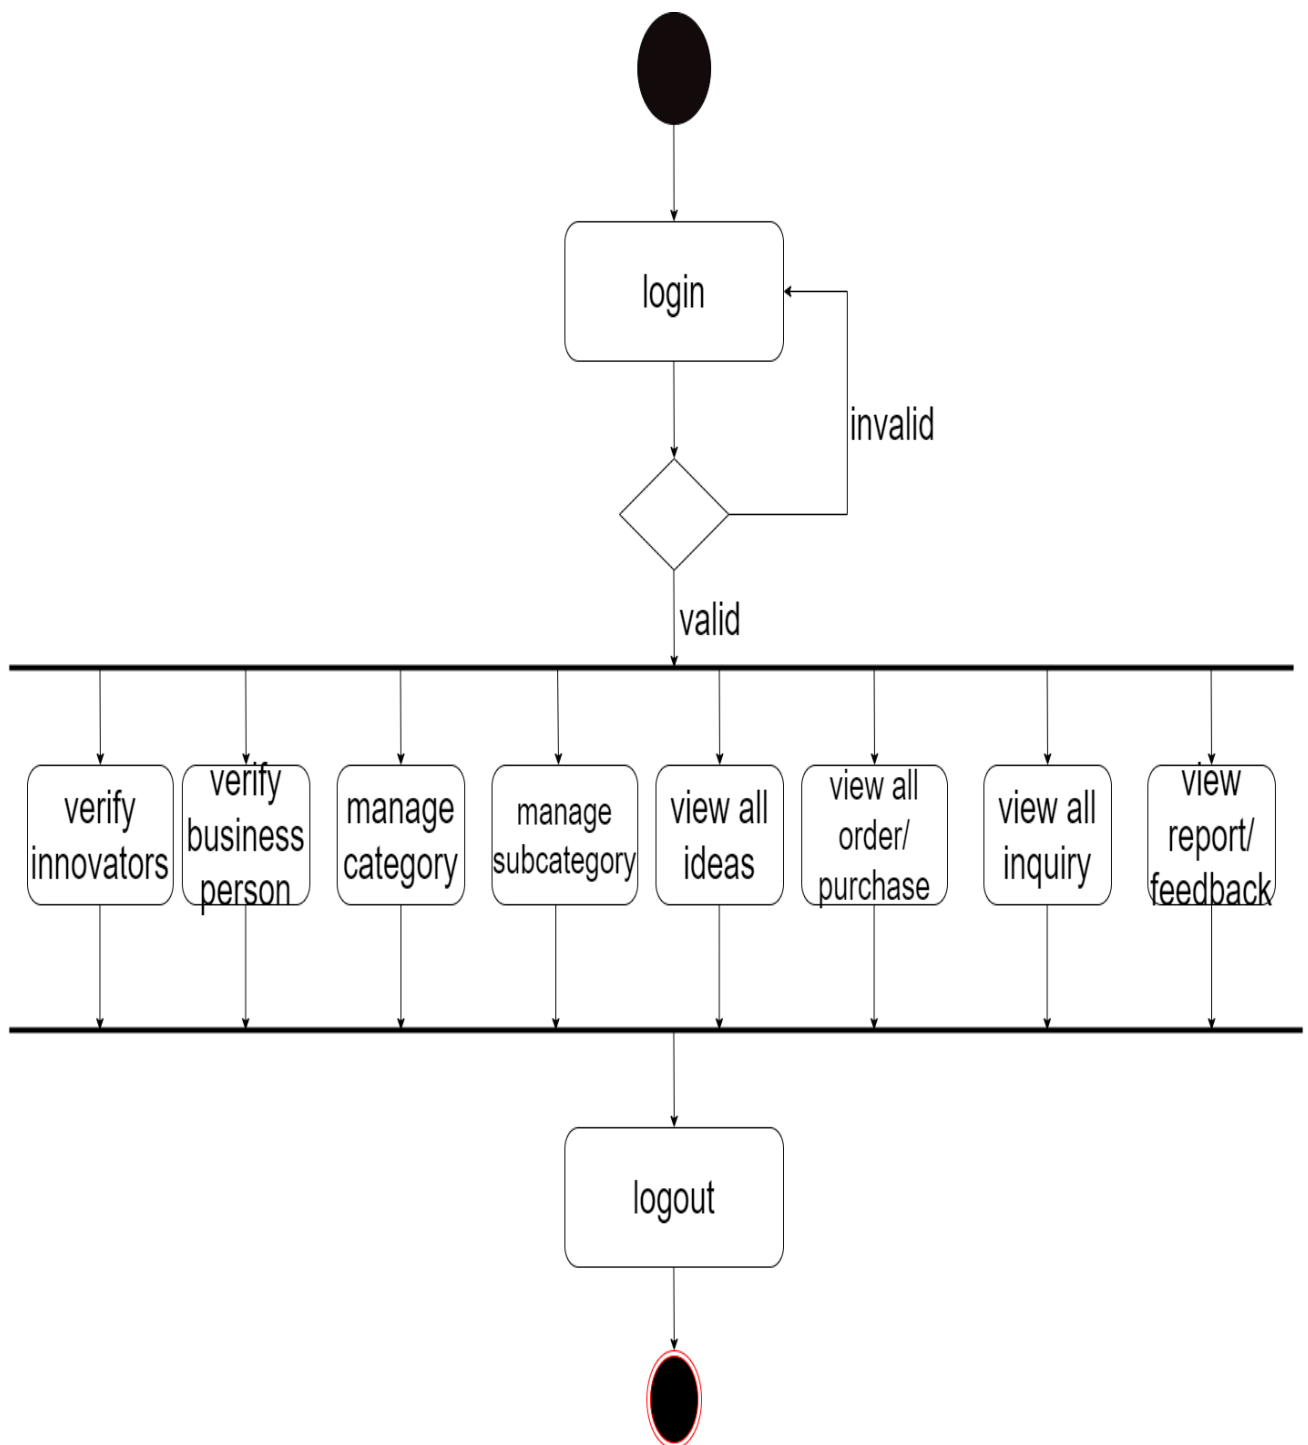 login
invalid
valid
verify
innovators
verify
business
person
manage
category
manage
subcategory
view all
ideas
view all
order/
purchase
view all
inquiry
view
report/
feedback
logout